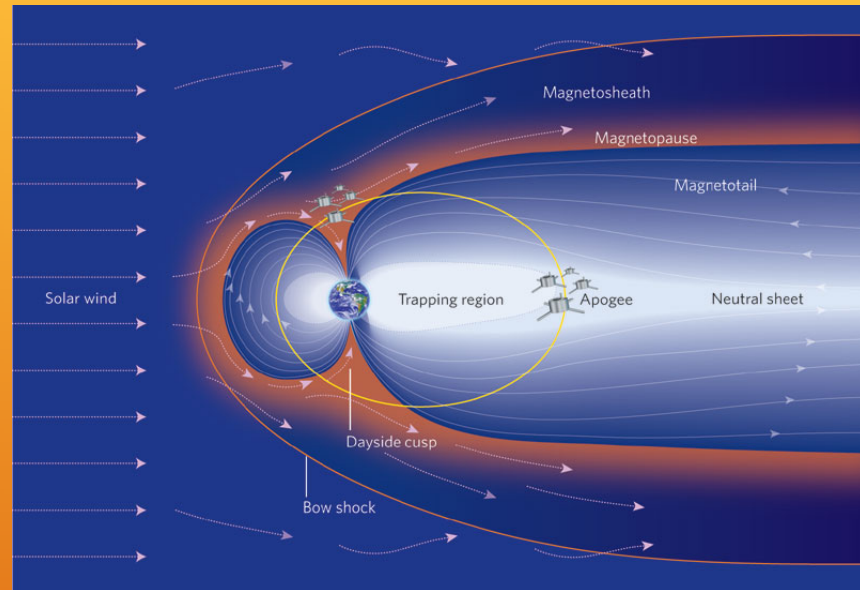 Magnetosheath
Magnetopause
Magnetotail
Solar wind
Trapping region
Apogee
Neutral sheet
Dayside cusp
Bow shock